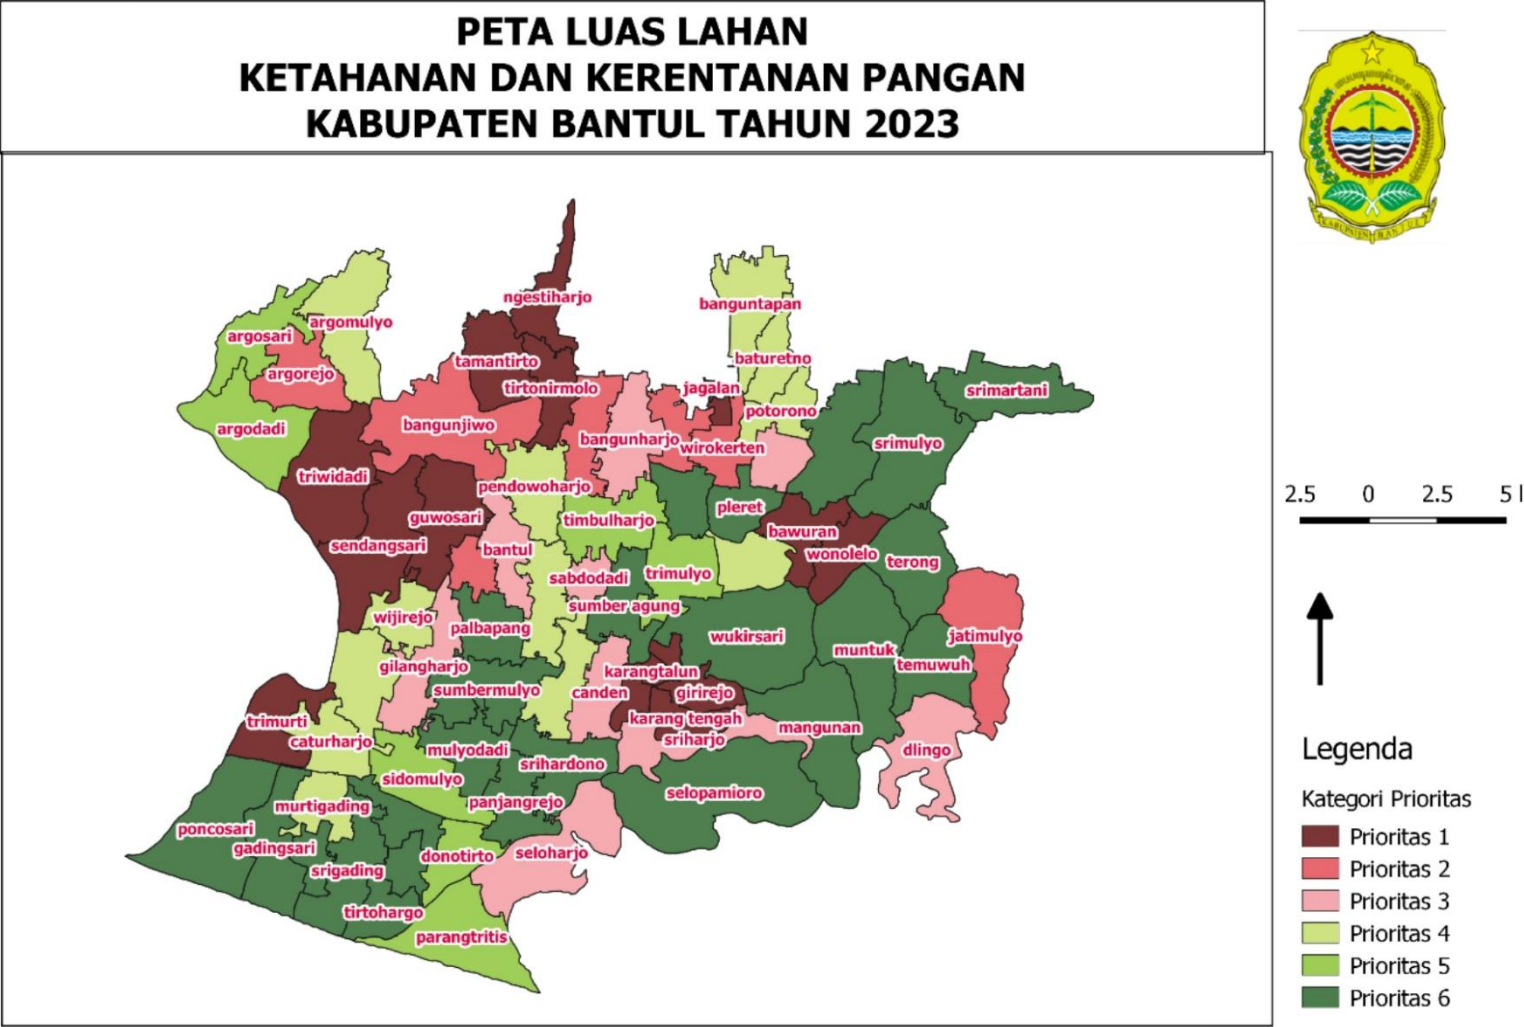 PETA LUAS LAHAN
KETAHANAN DAN KERENTANAN PANGAN
KABUPATEN BANTUL TAHUN 2023
KABUPATEN BANTUL
ngestiharjo
banguntapan
argomulyo
argosari
tamantirto
baturetno
argorejo
tirtonirmolo
jagalan
srimartani
potorono
argodadi
bangunjiwo
bangunharjo
wirokerten
srimulyo
triwidadi
pendowoharjo
pleret
guwosari
timbulharjo
bawuran
sendangsari
bantul
wonolelo
terong
sabdodadi
trimulyo
wijirejo
sumber agung
palbapang
wukirsari
jatimulyo
muntuk
gilangharjo
temuwuh
karangtalun
sumbermulyo
canden
girirejo
trimurti
karang tengah
mangunan
caturharjo
sriharjo
mulyodadi
dlingo
srihardono
sidomulyo
selopamioro
murtigading
panjangrejo
poncosari
gadingsari
donotirto
seloharjo
srigading
tirtohargo
parangtritis
2.5 0 2.5 5 l
Legenda
Kategori Prioritas
Prioritas 1
Prioritas 2
Prioritas 3
Prioritas 4
Prioritas 5
Prioritas 6